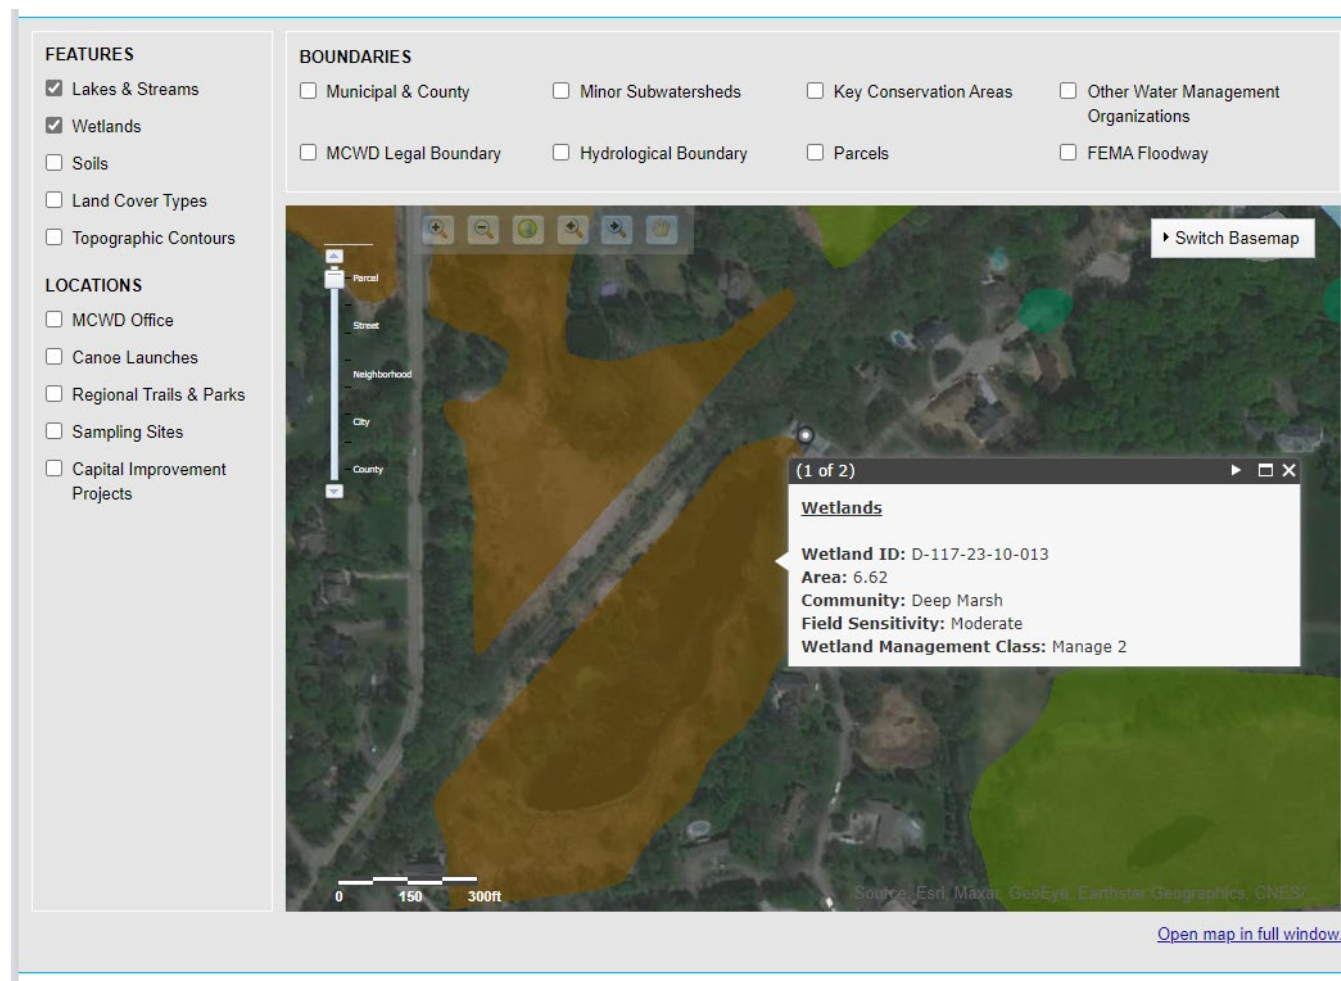 FEATURES
Lakes & Streams
Wetlands
Soils
Land Cover Types
Topographic Contours
LOCATIONS
MCWD Office
Canoe Launches
Regional Trails & Parks
Sampling Sites
Capital Improvement
Projects
BOUNDARIES
Municipal & County
Minor Subwatersheds
Key Conservation Areas
Other Water Management
Organizations
MCWD Legal Boundary
Hydrological Boundary
Parcels
FEMA Floodway
Switch Basemap
Parcel
Street
Neighborhood
City
County
(1 of 2)
Wetlands
Wetland ID: D-117-23-10-013
Area: 6.62
Community: Deep Marsh
Field Sensitivity: Moderate
Wetland Management Class: Manage 2
0 150 300ft
Source, Esri, Maxar, GeoEye, Earthstar Geographics, CNES/
Open map in full window.